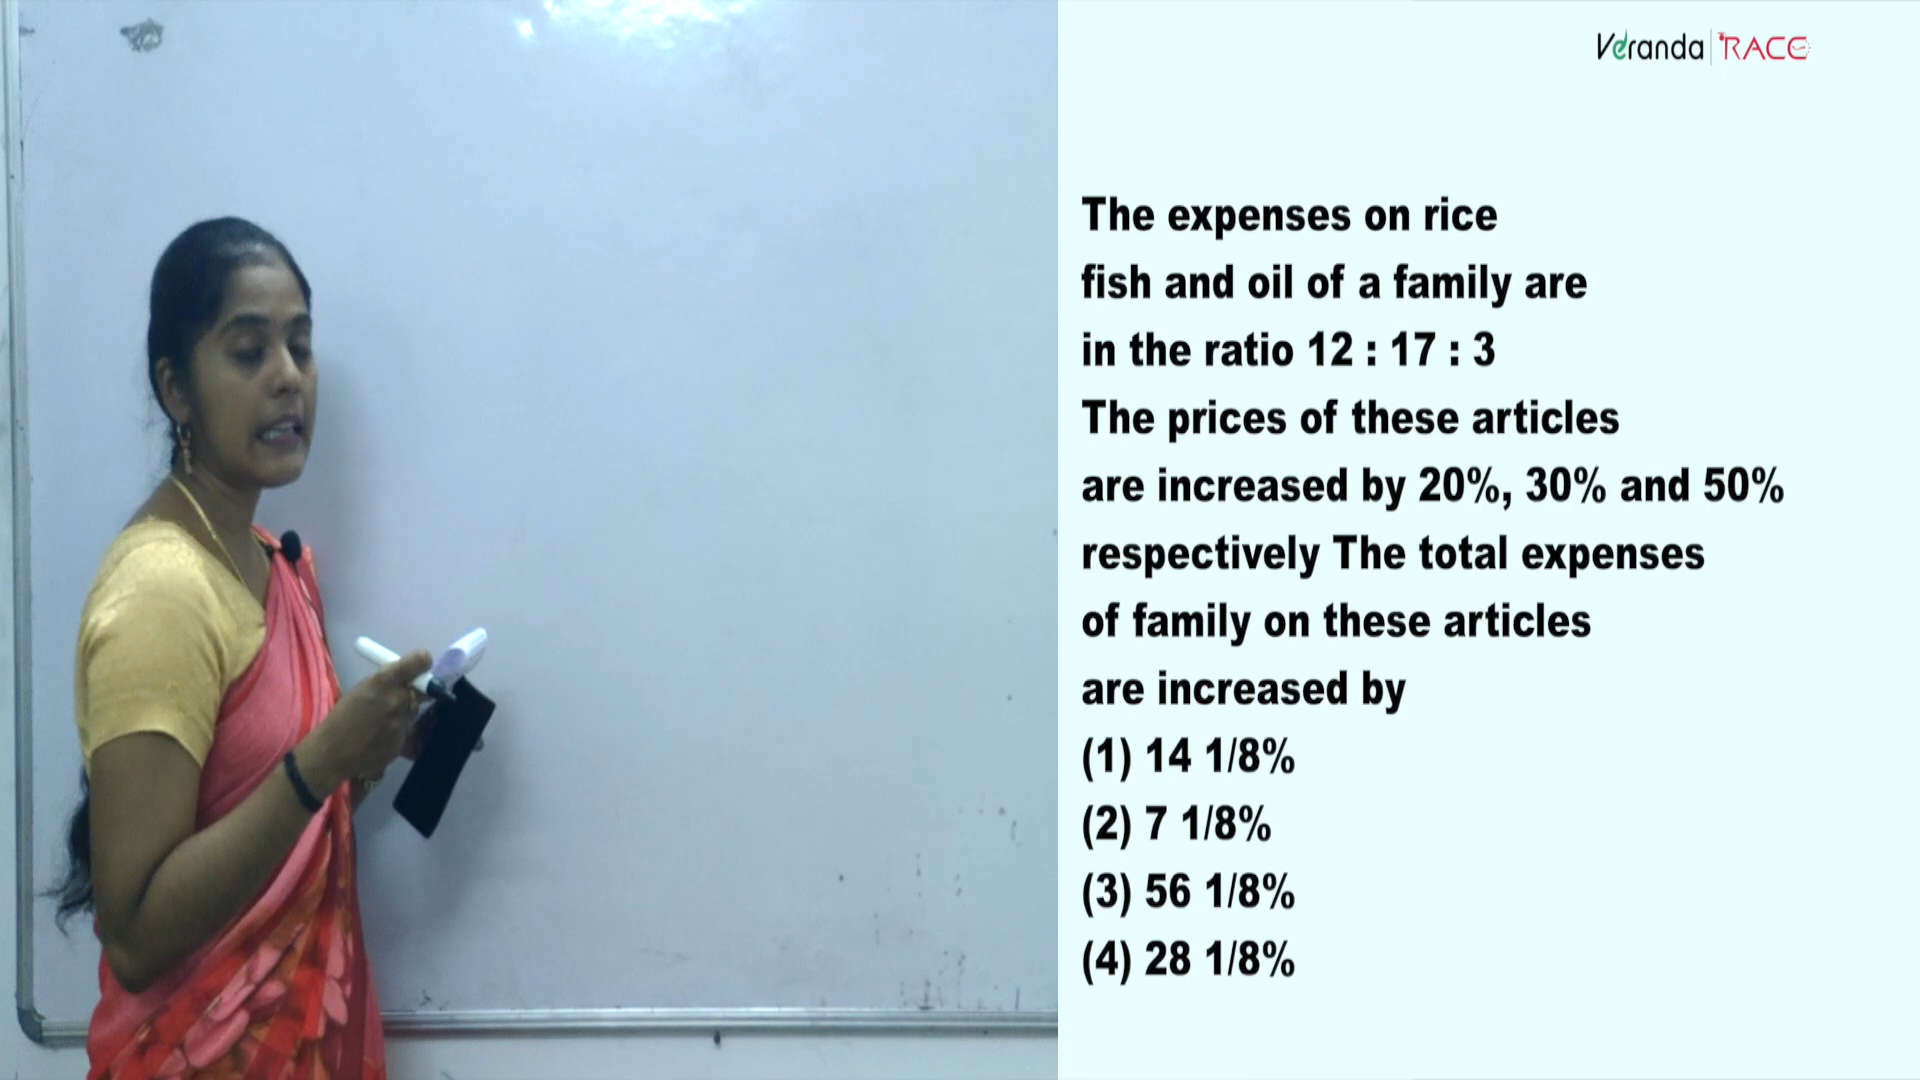 Veranda RACE
The expenses on rice
fish and oil of a family are
in the ratio 12 : 17 : 3
The prices of these articles
are increased by 20%, 30% and 50%
respectively The total expenses
of family on these articles
are increased by
(1) 14 1/8%
(2) 7 1/8%
(3) 56 1/8%
(4) 28 1/8%